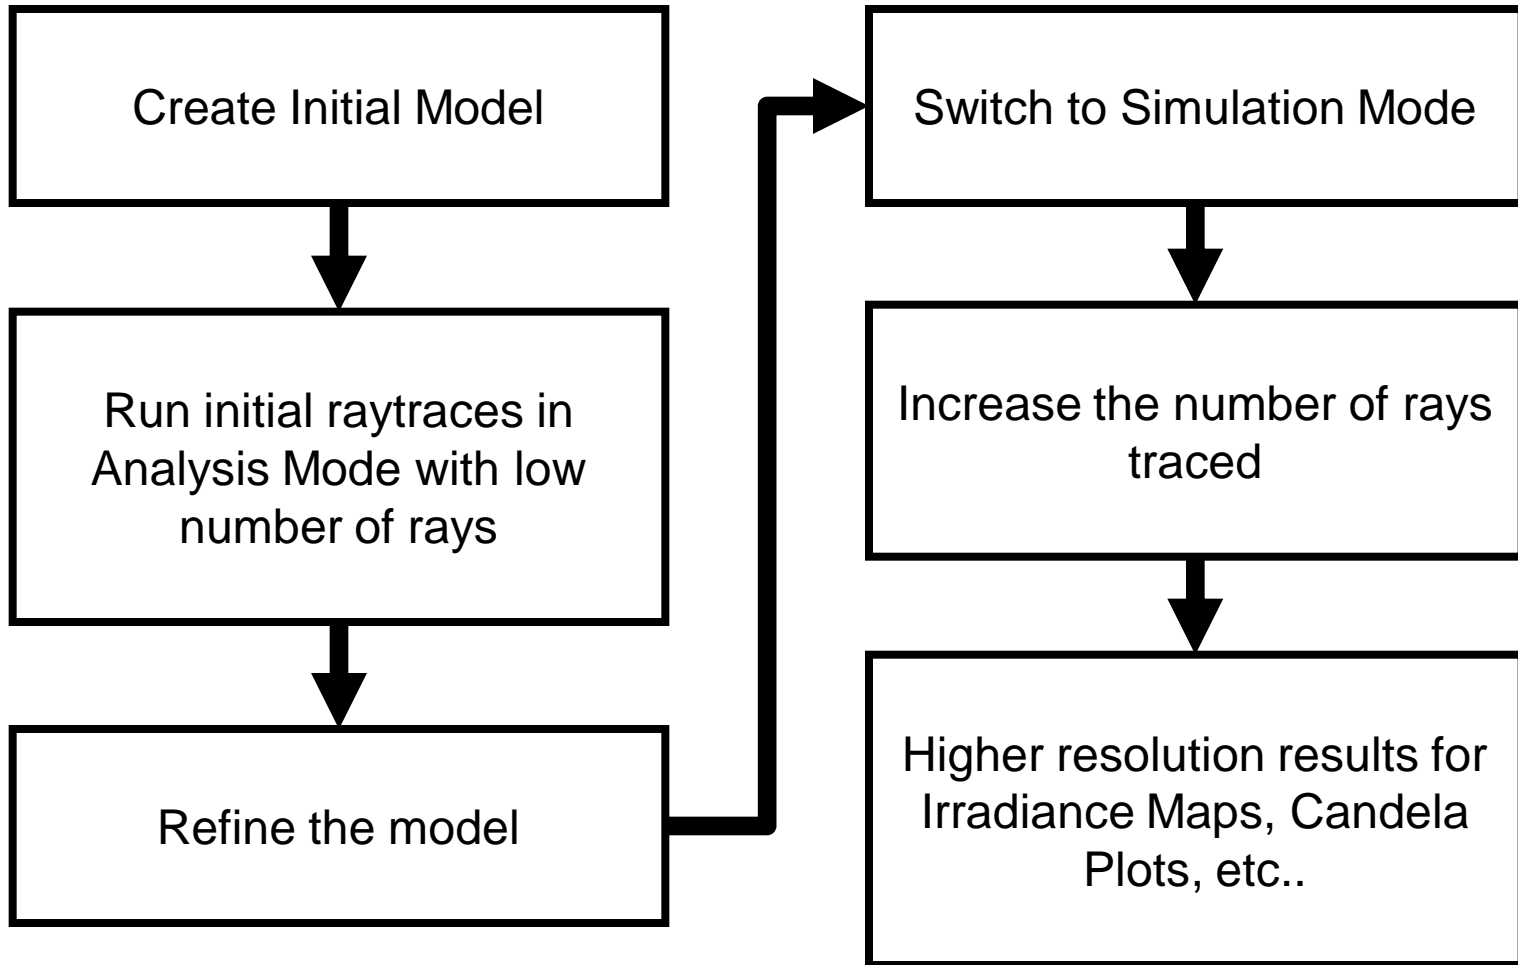 Create Initial Model
Run initial raytraces in
Analysis Mode with low
number of rays
Refine the model
Switch to Simulation Mode
Increase the number of rays
traced
Higher resolution results for
Irradiance Maps, Candela
Plots, etc..